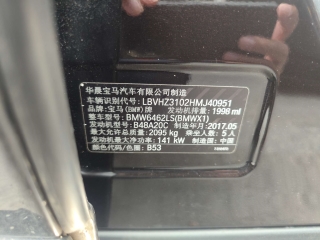 华晨宝马汽车有限公司制造
车辆识别代号: LBVHZ3102HMJ40951
品牌: 宝马(BMW)牌 发动机排量: 1998 ml
整车型号: BMW6462LS(BMWX1)
发动机型号: B48A20C 制造年月: 2017.05
最大允许总质量: 2095 kg 乘坐人数: 5 人
发动机最大净功率: 141 kW 制造国: 中国
颜色代码/色图: B53